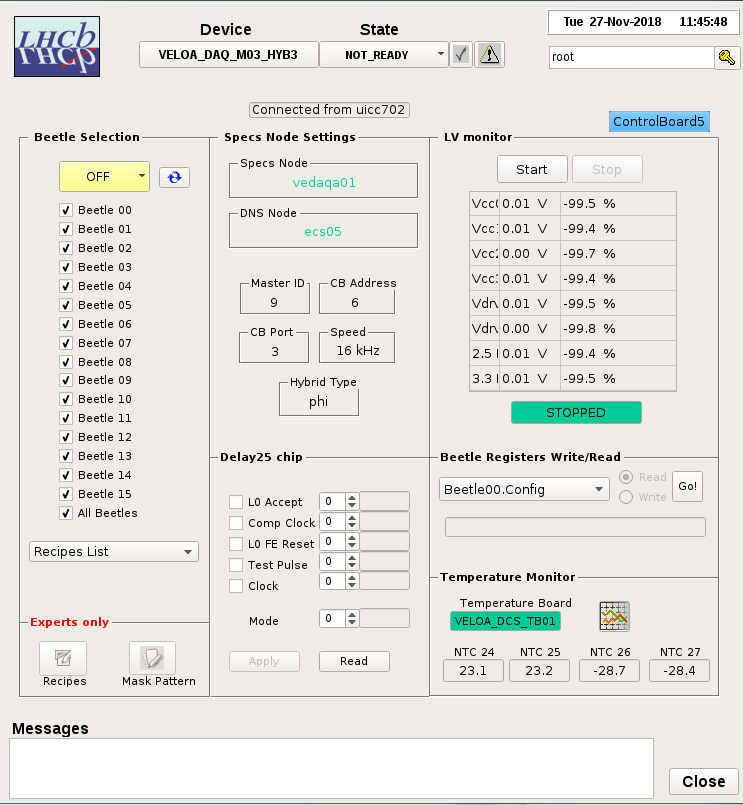 LHCb
LHCb
Device
State
Tue 27-Nov-2018 11:45:48
VELOA_DAQ_M03_HYB3
NOT_READY
root
Connected from uicc702
ControlBoard5
Beetle Selection
OFF
Beetle 00
Beetle 01
Beetle 02
Beetle 03
Beetle 04
Beetle 05
Beetle 06
Beetle 07
Beetle 08
Beetle 09
Beetle 10
Beetle 11
Beetle 12
Beetle 13
Beetle 14
Beetle 15
All Beetles
Recipes List
Experts only
Recipes
Mask Pattern
Specs Node Settings
Specs Node
vedaqa01
DNS Node
ecs05
Master ID
9
CB Address
6
CB Port
3
Speed
16 kHz
Hybrid Type
phi
Delay25 chip
L0 Accept 0
Comp Clock 0
L0 FE Reset 0
Test Pulse 0
Clock 0
Mode 0
Apply
Read
LV monitor
Start
Stop
Vcc0 0.01 V -99.5 %
Vcc1 0.01 V -99.4 %
Vcc2 0.00 V -99.7 %
Vcc3 0.01 V -99.4 %
Vdrv 0.01 V -99.5 %
Vdrv 0.00 V -99.8 %
2.5 0.01 V -99.4 %
3.3 0.01 V -99.5 %
STOPPED
Beetle Registers Write/Read
Beetle00.Config
Read
Write
Go!
Temperature Monitor
Temperature Board
VELOA_DCS_TB01
NTC 24 NTC 25 NTC 26 NTC 27
23.1 23.2 -28.7 -28.4
Messages
Close